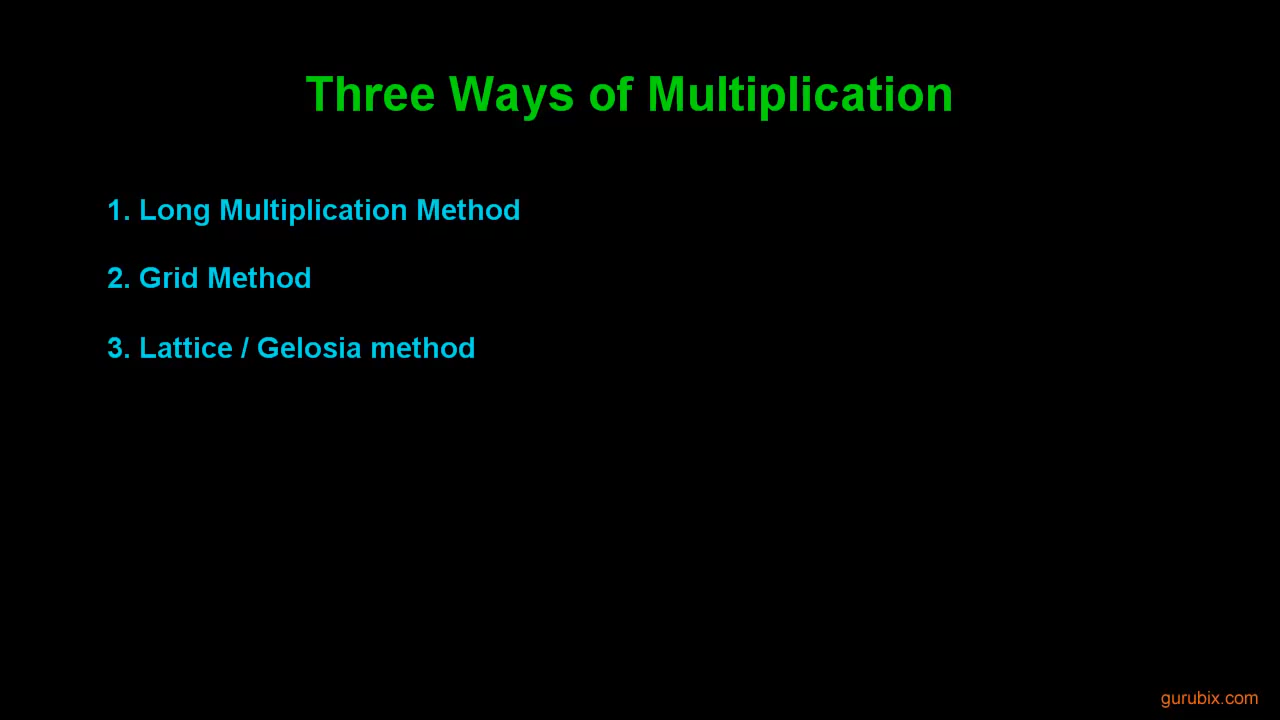 Three Ways of Multiplication
1. Long Multiplication Method
2. Grid Method
3. Lattice / Gelosia method
gurubix.com